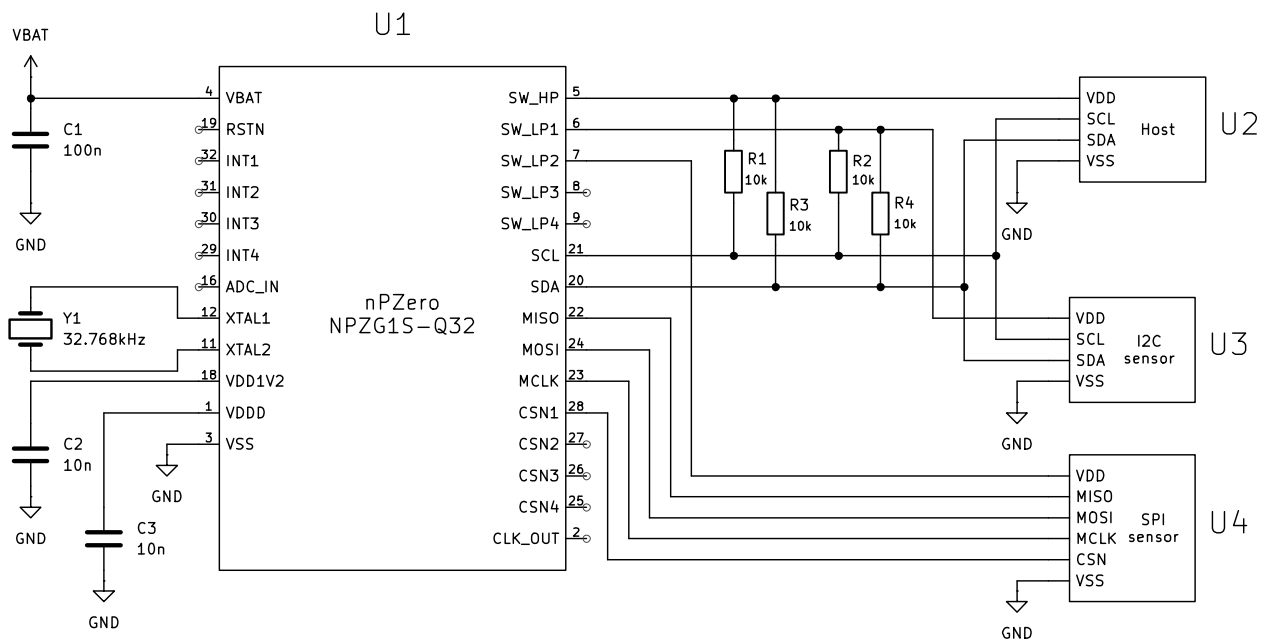 U1
VBAT
C1
100n
GND
Y1
32.768kHz
C2
10n
GND
GND
C3
10n
GND
4 VBAT
19 RSTN
32 INT1
31 INT2
30 INT3
29 INT4
16 ADC_IN
12 XTAL1
11 XTAL2
18 VDD1V2
1 VDDD
3 VSS
nPZero
NPZG1S-Q32
SW_HP 5
SW_LP1 6
SW_LP2 7
SW_LP3 8
SW_LP4 9
SCL 21
SDA 20
MISO 22
MOSI 24
MCLK 23
CSN1 28
CSN2 27
CSN3 26
CSN4 25
CLK_OUT 2
R1
10k
R3
10k
R2
10k
R4
10k
VDD
SCL
SDA
VSS
Host
U2
GND
VDD
SCL
SDA
VSS
I2C
sensor
U3
GND
VDD
MISO
MOSI
MCLK
CSN
VSS
SPI
sensor
U4
GND